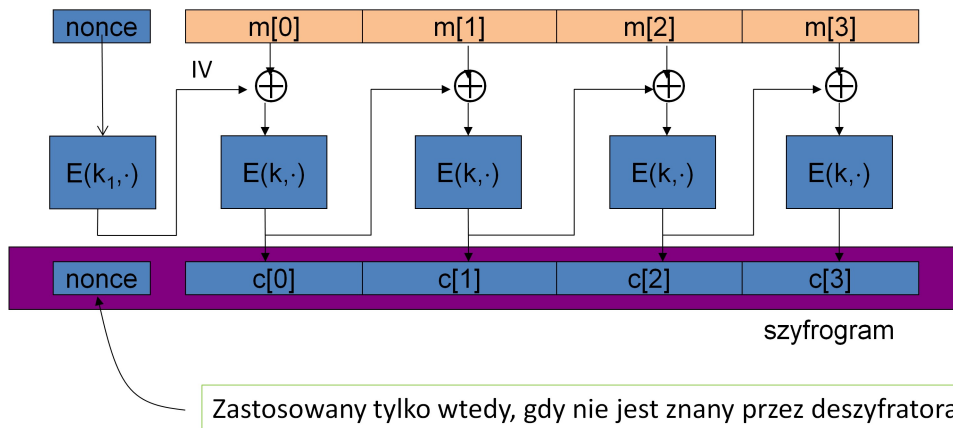 nonce m[0] m[1] m[2] m[3]
IV
E(k₁,·) E(k,·) E(k,·) E(k,·) E(k,·)
nonce c[0] c[1] c[2] c[3]
szyfrogram
Zastosowany tylko wtedy, gdy nie jest znany przez deszyfratora